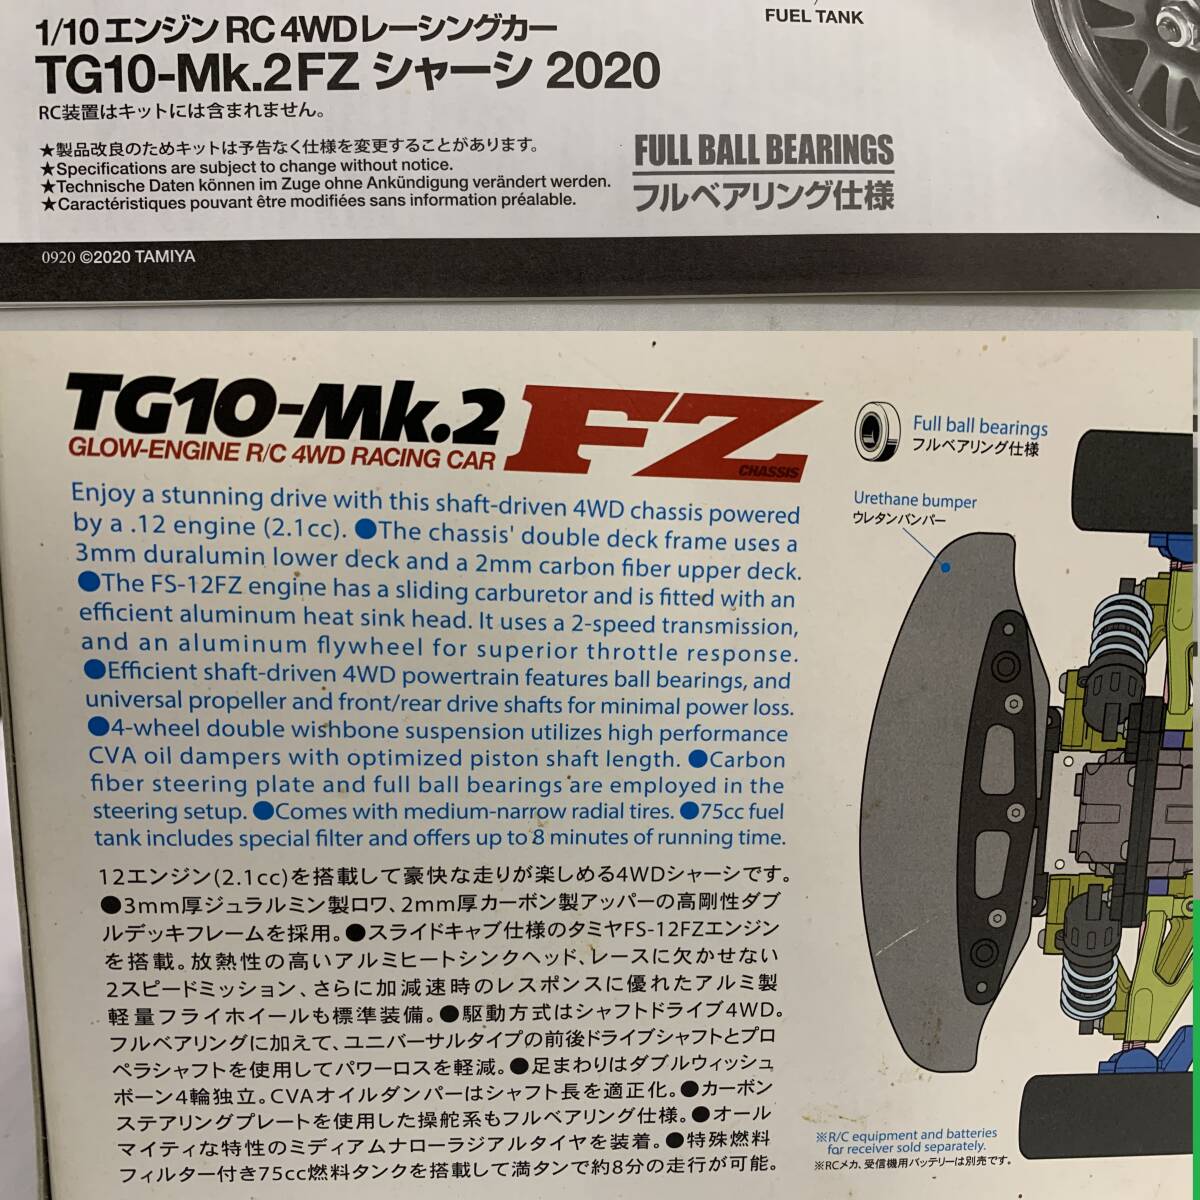 FUEL TANK
1/10 エンジン RC 4WDレーシングカー
TG10-Mk.2FZ シャーシ 2020
RC装置はキットには含まれません。
★製品改良のためキットは予告なく仕様を変更することがあります。
★Specifications are subject to change without notice.
★Technische Daten können im Zuge ohne Ankündigung verändert werden.
★Caractéristiques pouvant être modifiées sans information préalable.
FULL BALL BEARINGS
フルベアリング仕様
0920 ©2020 TAMIYA
TG10-Mk.2 FZ
GLOW-ENGINE R/C 4WD RACING CAR
CHASSIS
Enjoy a stunning drive with this shaft-driven 4WD chassis powered
by a .12 engine (2.1cc). ●The chassis' double deck frame uses a
3mm duralumin lower deck and a 2mm carbon fiber upper deck.
●The FS-12FZ engine has a sliding carburetor and is fitted with an
efficient aluminum heat sink head. It uses a 2-speed transmission,
and an aluminum flywheel for superior throttle response.
●Efficient shaft-driven 4WD powertrain features ball bearings, and
universal propeller and front/rear drive shafts for minimal power loss.
●4-wheel double wishbone suspension utilizes high performance
CVA oil dampers with optimized piston shaft length. ●Carbon
fiber steering plate and full ball bearings are employed in the
steering setup. ●Comes with medium-narrow radial tires. ●75cc fuel
tank includes special filter and offers up to 8 minutes of running time.
12エンジン(2.1cc)を搭載して豪快な走りが楽しめる4WDシャーシです。
●3mm厚ジュラルミン製ロワ、2mm厚カーボン製アッパーの高剛性ダブ
ルデッキフレームを採用。●スライドキャブ仕様のタミヤFS-12FZエンジン
を搭載。放熱性の高いアルミヒートシンクヘッド、レースに欠かせない
2スピードミッション、さらに加減速時のレスポンスに優れたアルミ製
軽量フライホイールも標準装備。●駆動方式はシャフトドライブ4WD。
フルベアリングに加えて、ユニバーサルタイプの前後ドライブシャフトとプロ
ペラシャフトを使用してパワーロスを軽減。●足まわりはダブルウィッシュ
ボーン4輪独立。CVAオイルダンパーはシャフト長を適正化。●カーボン
ステアリングプレートを使用した操舵系もフルベアリング仕様。●オール
マイティな特性のミディアムナローラジアルタイヤを装着。●特殊燃料
フィルター付き75cc燃料タンクを搭載して満タンで約8分の走行が可能。
Full ball bearings
フルベアリング仕様
Urethane bumper
ウレタンバンパー
※R/C equipment and batteries
for receiver sold separately.
※RCメカ、受信機用バッテリーは別売です。